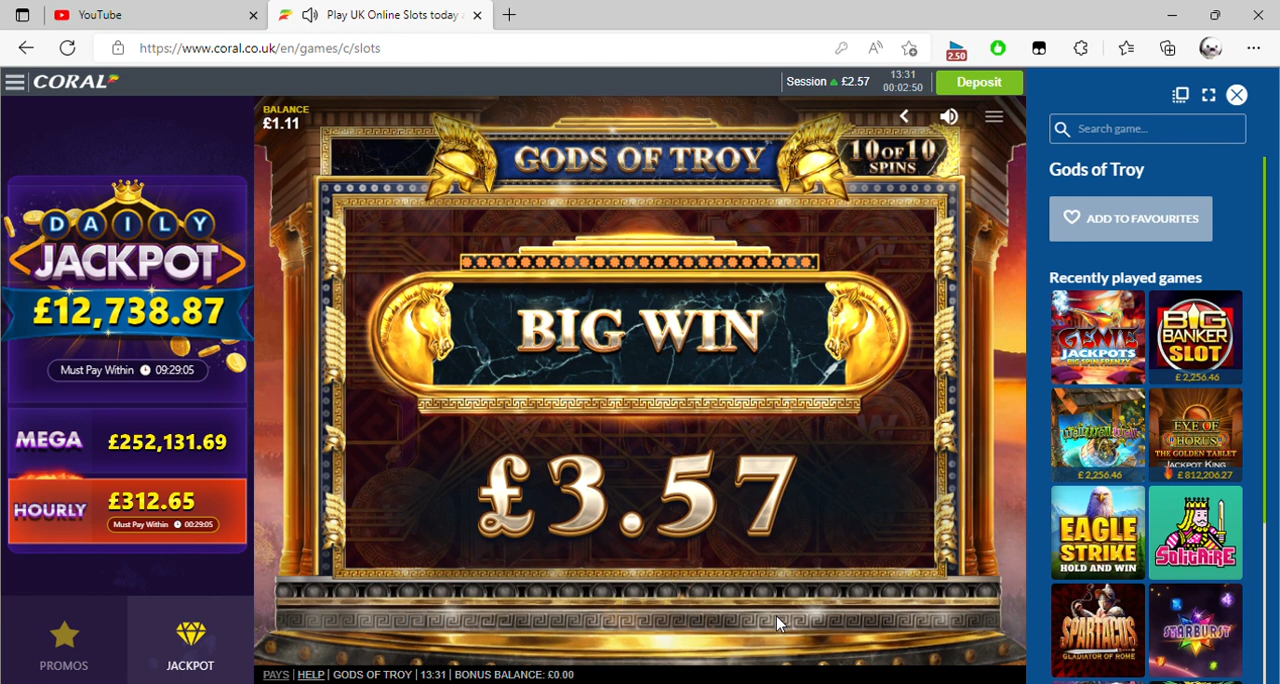 YouTube
Play UK Online Slots today a
https://www.coral.co.uk/en/games/c/slots
2.50
CORAL
Session £2.57
13:31
00:02:50
Deposit
DAILY
JACKPOT
£12,738.87
Must Pay Within 09:29:05
MEGA £252,131.69
HOURLY £312.65
Must Pay Within 00:29:05
PROMOS
JACKPOT
BALANCE
£1.11
GODS OF TROY
10 OF 10
SPINS
BIG WIN
£3.57
PAYS | HELP | GODS OF TROY | 13:31 | BONUS BALANCE: £0.00
Search game...
Gods of Troy
ADD TO FAVOURITES
Recently played games
GENIE
JACKPOTS
BIG SPIN FRENZY
BIG
BANKER
SLOT
£ 2,256.46
£ 2,256.46
EYE OF
HORUS
THE GOLDEN TABLET
JACKPOT KING
£ 812,206.27
EAGLE
STRIKE
HOLD AND WIN
SOLITAIRE
SPARTACUS
GLADIATOR OF ROME
STARBURST